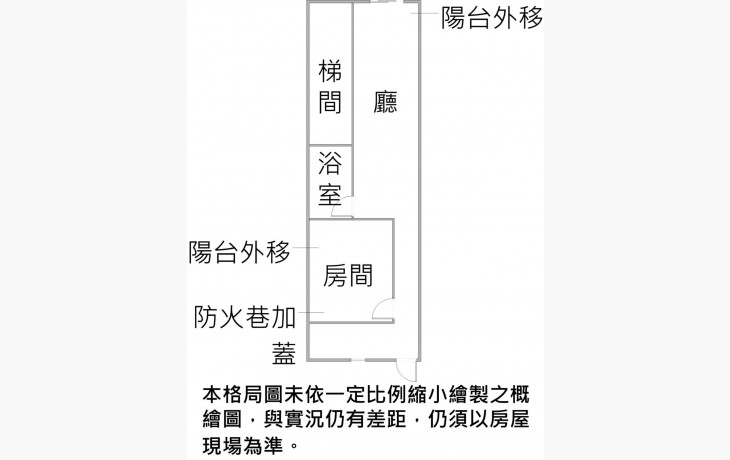 陽台外移
梯間
廳
浴室
陽台外移
房間
防火巷加
蓋
本格局圖未依一定比例縮小繪製之概
繪圖，與實況仍有差距，仍須以房屋
現場為準。